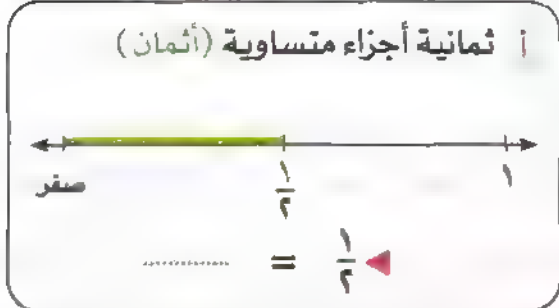 أ ثمانية أجزاء متساوية (أثمان)
صفر ١/٢ ١
١/٢ = ............